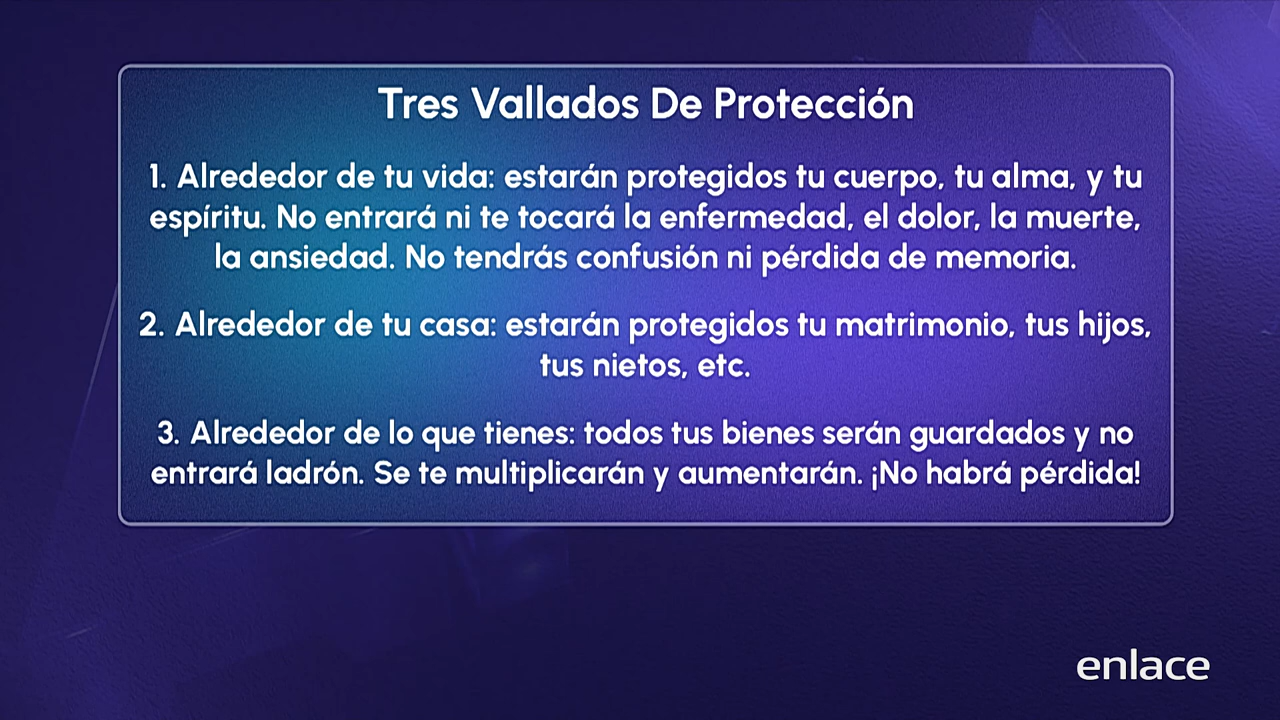 Tres Vallados De Protección
1. Alrededor de tu vida: estarán protegidos tu cuerpo, tu alma, y tu
espíritu. No entrará ni te tocará la enfermedad, el dolor, la muerte,
la ansiedad. No tendrás confusión ni pérdida de memoria.
2. Alrededor de tu casa: estarán protegidos tu matrimonio, tus hijos,
tus nietos, etc.
3. Alrededor de lo que tienes: todos tus bienes serán guardados y no
entrará ladrón. Se te multiplicarán y aumentarán. ¡No habrá pérdida!
enlace